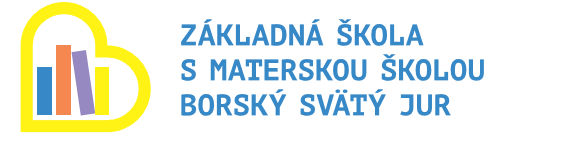 ZÁKLADNÁ ŠKOLA
S MATERSKOU ŠKOLOU
BORSKÝ SVÄTÝ JUR